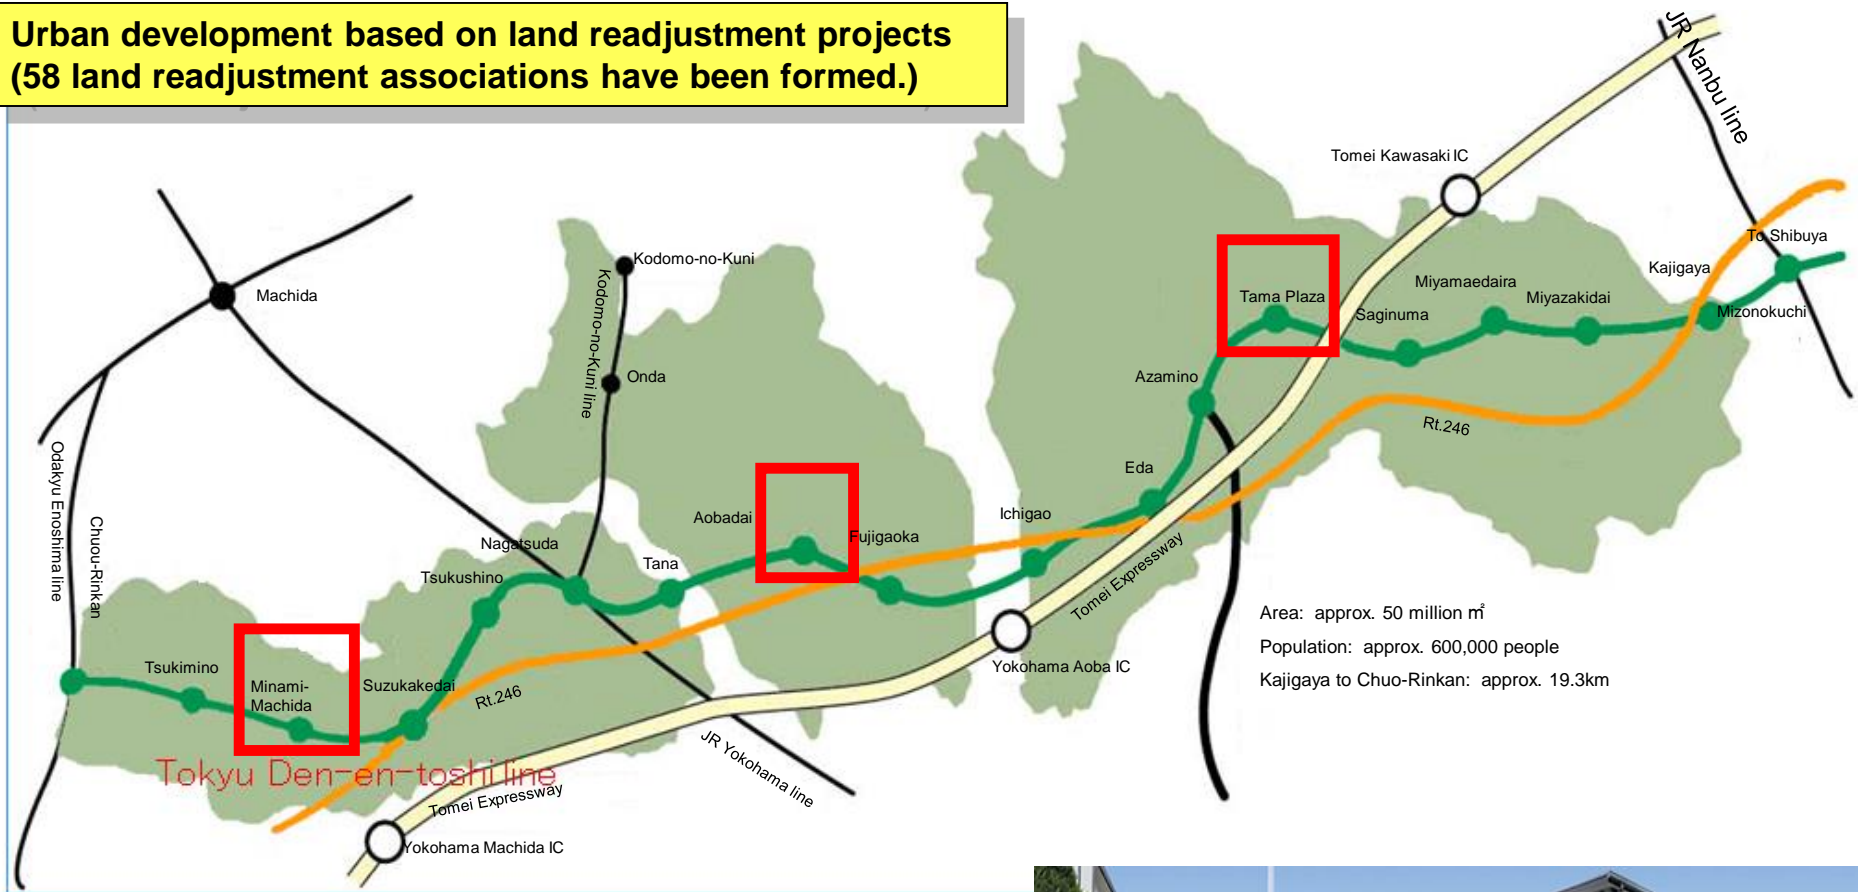 Urban development based on land readjustment projects
(58 land readjustment associations have been formed.)
JR Nanbu line
Tomei Kawasaki IC
To Shibuya
Kajigaya
Miyamaedaira
Miyazakidai
Mizonokuchi
Tama Plaza
Saginuma
Kodomo-no-Kuni
Machida
Kodomo-no-Kuni line
Onda
Azamino
Rt.246
Odakyu Enoshima line
Chuou-Rinkan
Eda
Aobadai
Ichigao
Fujigaoka
Nagatsuda
Tana
Tsukushino
Tomei Expressway
Area: approx. 50 million ㎡
Population: approx. 600,000 people
Kajigaya to Chuo-Rinkan: approx. 19.3km
Yokohama Aoba IC
Tsukimino
Minami-
Machida
Suzukakedai
Rt.246
JR Yokohama line
Tokyu Den-en-toshi line
Tomei Expressway
Yokohama Machida IC